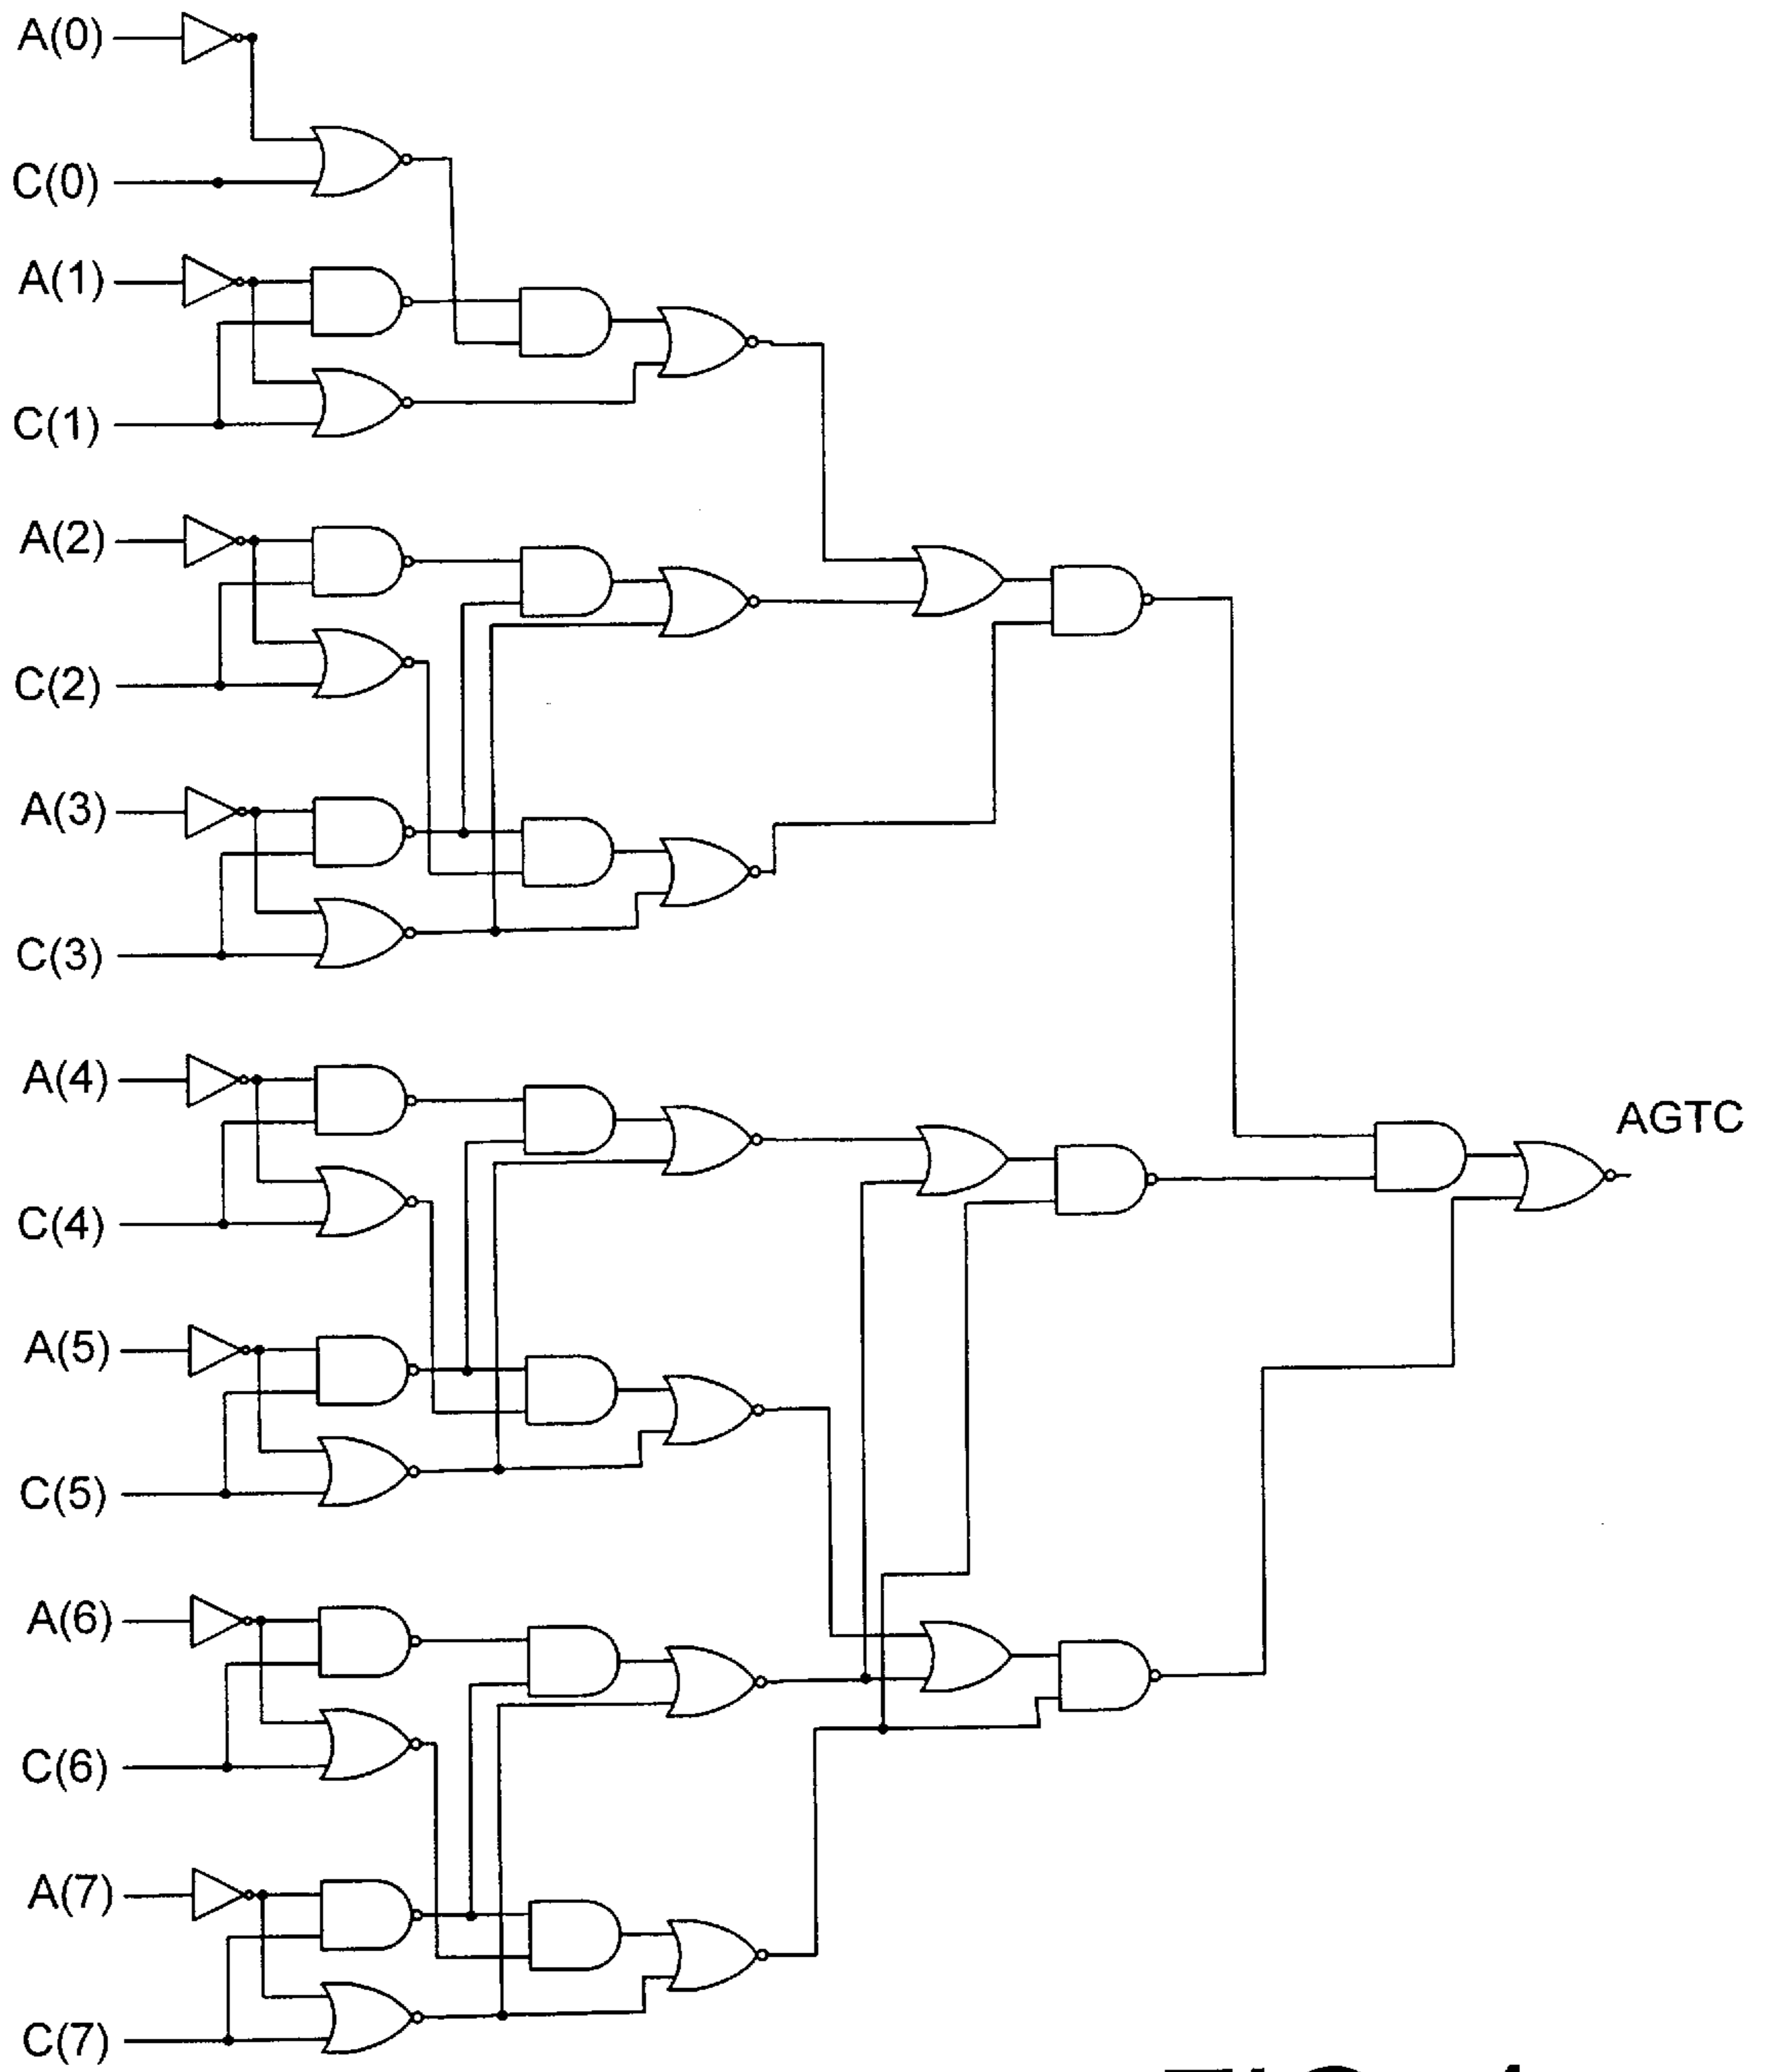 A(0)
C(0)
A(1)
C(1)
A(2)
C(2)
A(3)
C(3)
A(4)
AGTC
C(4)
A(5)
C(5)
A(6)
C(6)
A(7)
C(7)